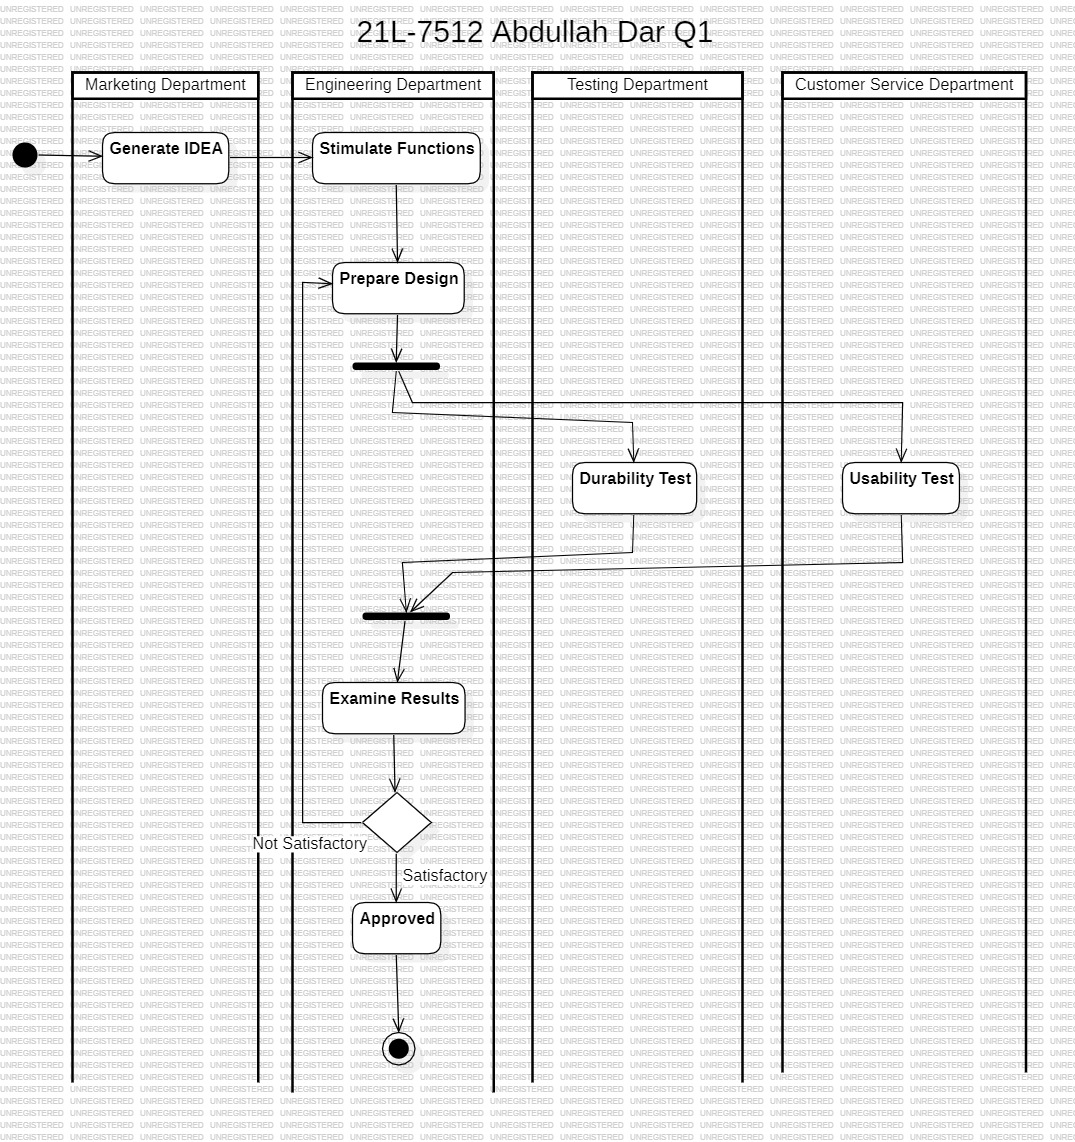 21L-7512 Abdullah Dar Q1
Marketing Department
Engineering Department
Testing Department
Customer Service Department
Generate IDEA
Stimulate Functions
Prepare Design
Durability Test
Usability Test
Examine Results
Not Satisfactory
Satisfactory
Approved
UNREGISTERED